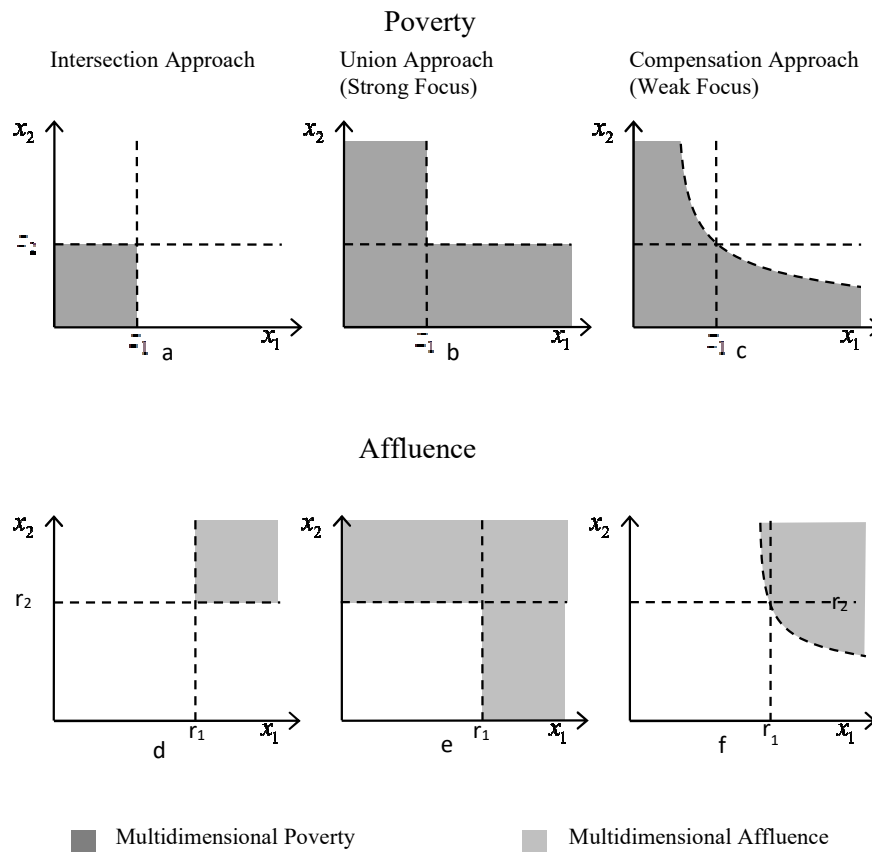 Poverty
Intersection Approach
Union Approach
(Strong Focus)
Compensation Approach
(Weak Focus)
x2
x2
x2
x1
x1
x1
a
b
c
Affluence
x2
x2
x2
r2
r2
r1
x1
r1
x1
r1
x1
d
e
f
Multidimensional Poverty
Multidimensional Affluence